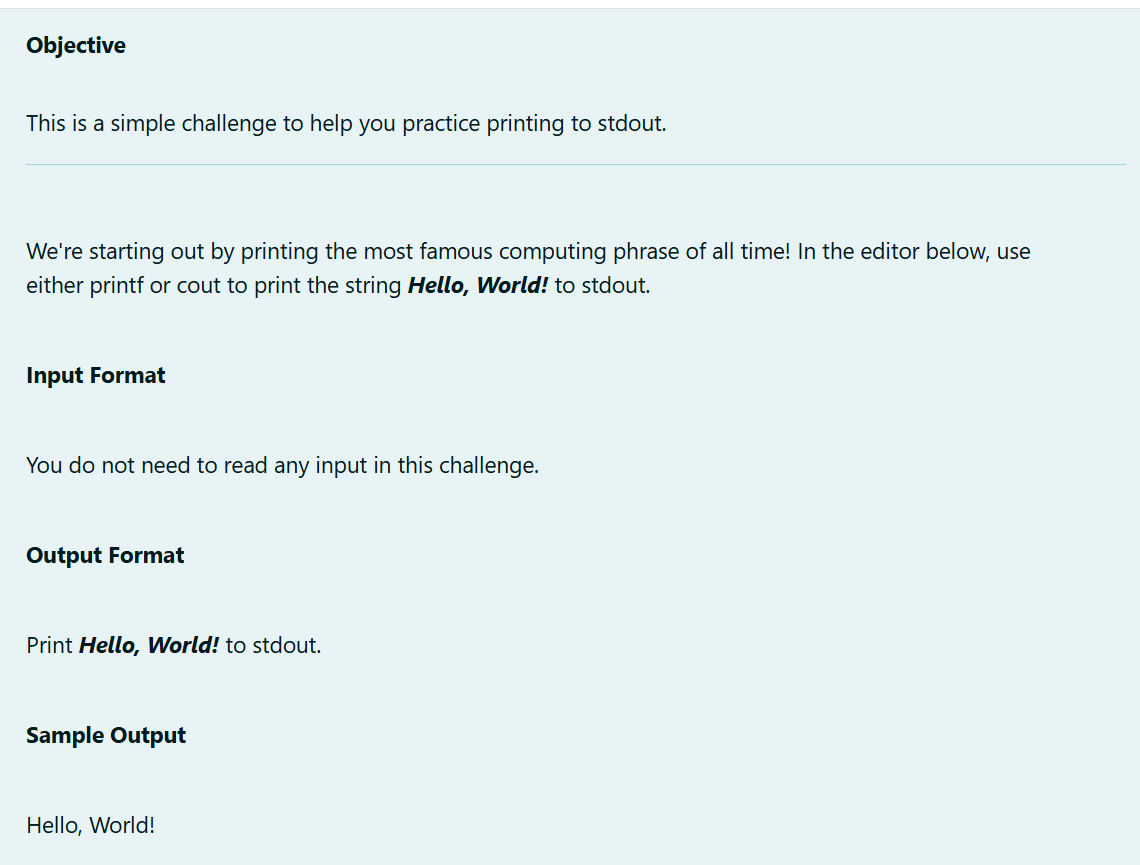 Objective
This is a simple challenge to help you practice printing to stdout.
We're starting out by printing the most famous computing phrase of all time! In the editor below, use
either printf or cout to print the string Hello, World! to stdout.
Input Format
You do not need to read any input in this challenge.
Output Format
Print Hello, World! to stdout.
Sample Output
Hello, World!